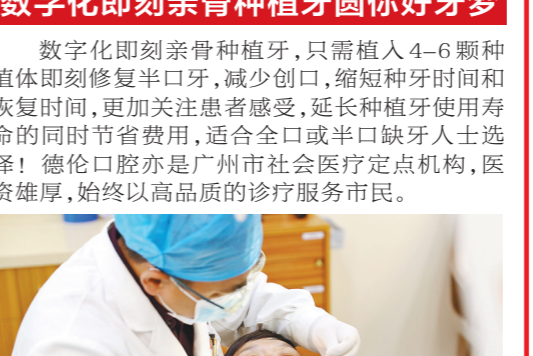 数字化即刻亲骨种植牙圆你好牙梦
数字化即刻亲骨种植牙,只需植入4-6颗种
植体即刻修复半口牙,减少创口,缩短种牙时间和
恢复时间,更加关注患者感受,延长种植牙使用寿
命的同时节省费用,适合全口或半口缺牙人士选
择!德伦口腔亦是广州市社会医疗定点机构,医
资雄厚,始终以高品质的诊疗服务市民。